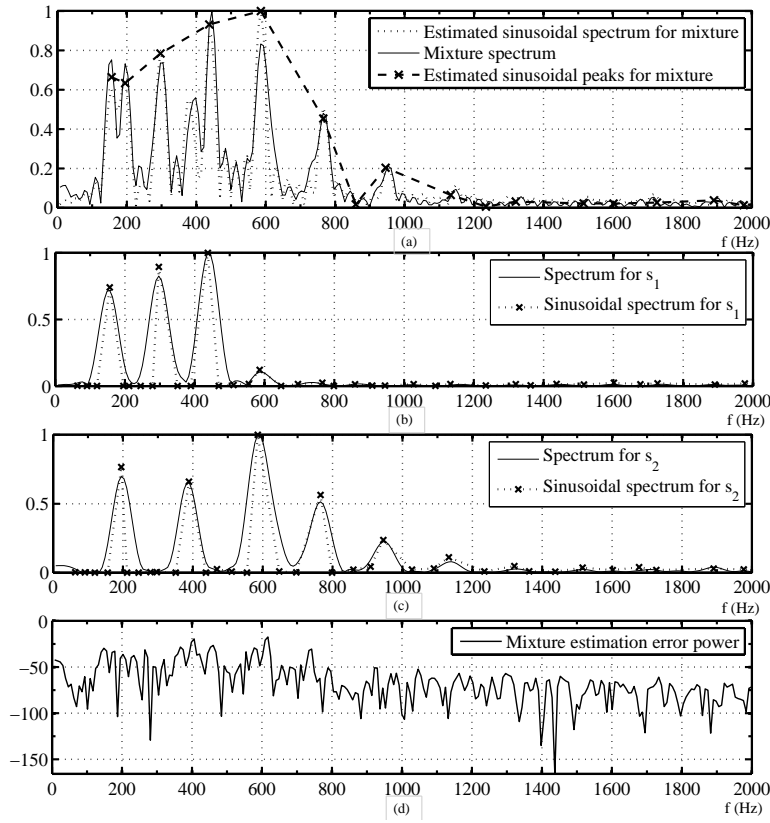 1
0.8
0.6
0.4
0.2
0
Estimated sinusoidal spectrum for mixture
Mixture spectrum
Estimated sinusoidal peaks for mixture
0 200 400 600 800 1000 1200 1400 1600 1800 2000
f (Hz)
(a)
1
0.5
0
Spectrum for s1
Sinusoidal spectrum for s1
0 200 400 600 800 1000 1200 1400 1600 1800 2000
f (Hz)
(b)
1
0.5
0
Spectrum for s2
Sinusoidal spectrum for s2
0 200 400 600 800 1000 1200 1400 1600 1800 2000
f (Hz)
(c)
0
−50
−100
−150
Mixture estimation error power
0 200 400 600 800 1000 1200 1400 1600 1800 2000
f (Hz)
(d)